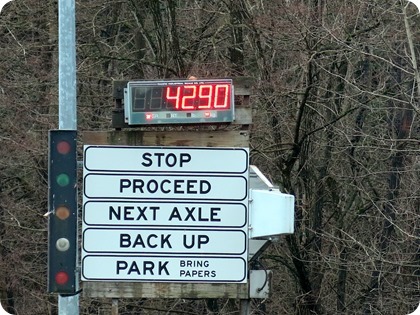 4290
STOP
PROCEED
NEXT AXLE
BACK UP
PARK BRING PAPERS